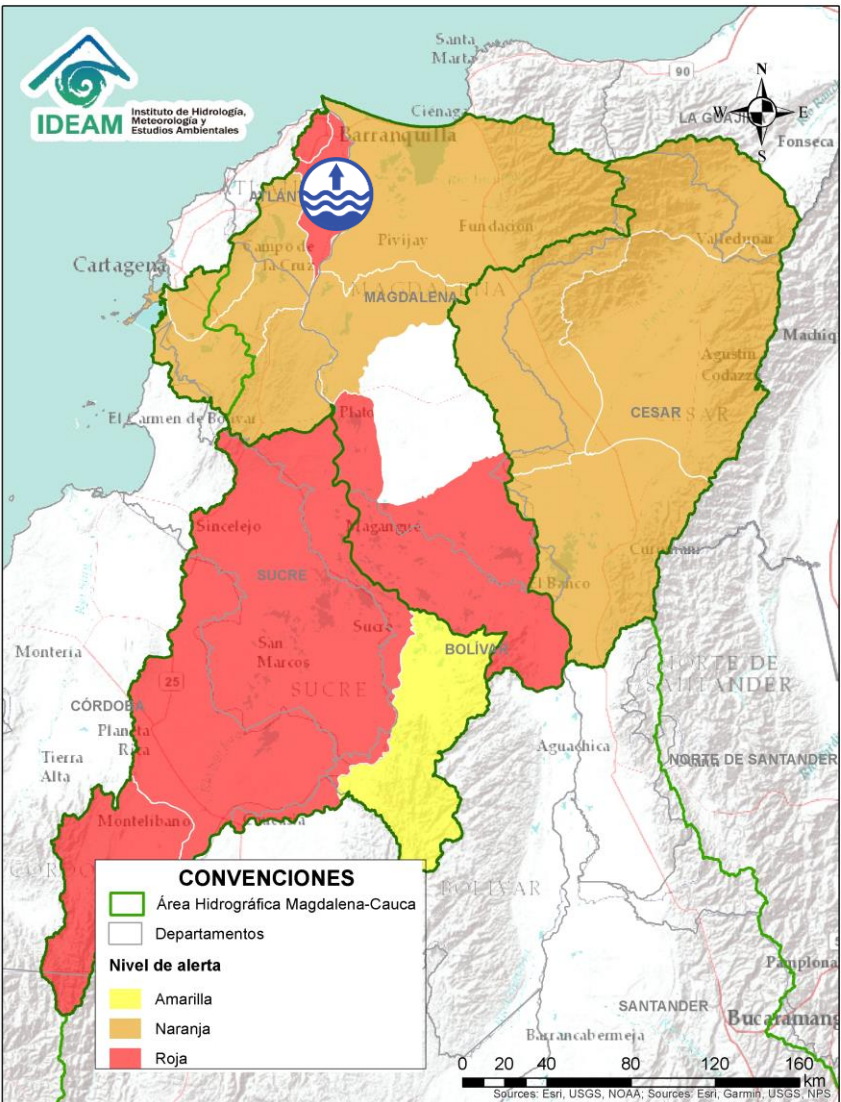 IDEAM
Instituto de Hidrología,
Meteorología y
Estudios Ambientales
Santa
Marta
90
N
W
E
S
LA GUAJIRA
Fonseca
Ciénaga
Barranquilla
Fundación
Pivijay
Valledupar
Campo de
la Cruz
Cartagena
MAGDALENA
MAGDALENA
Agustín
Codazzi
CESAR
CESAR
El Carmen de Bolívar
Plato
Sincelejo
Magangué
SUCRE
Curumaní
El Banco
Sucre
San
Marcos
SUCRE
BOLÍVAR
Montería
25
CÓRDOBA
Planeta
Rica
Tierra
Alta
NORTE DE
SANTANDER
Aguachica
NORTE DE SANTANDER
Montelíbano
BOLÍVAR
CONVENCIONES
Área Hidrográfica Magdalena-Cauca
Departamentos
Nivel de alerta
Amarilla
Naranja
Roja
Pamplona
SANTANDER
Bucaramang
Barrancabermeja
0 20 40 80 120 160
km
Sources: Esri, USGS, NOAA; Sources: Esri, Garmin, USGS, NPS